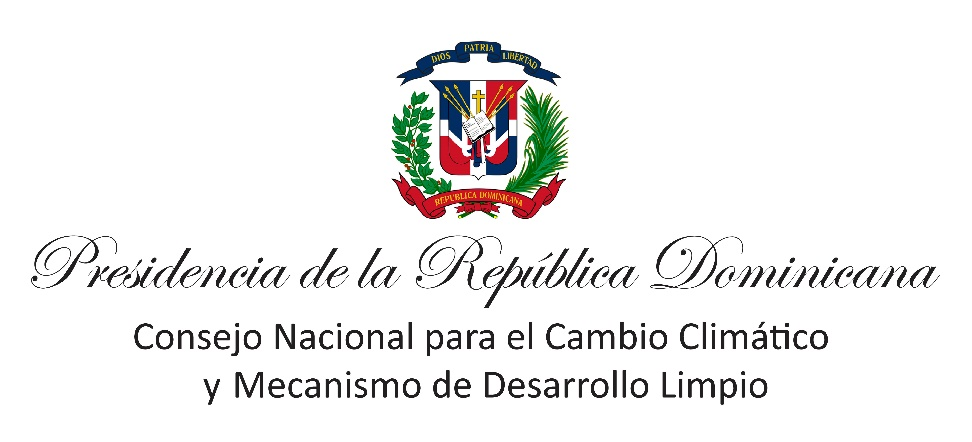 DIOS PATRIA LIBERTAD
REPUBLICA DOMINICANA
Presidencia de la República Dominicana
Consejo Nacional para el Cambio Climático
y Mecanismo de Desarrollo Limpio